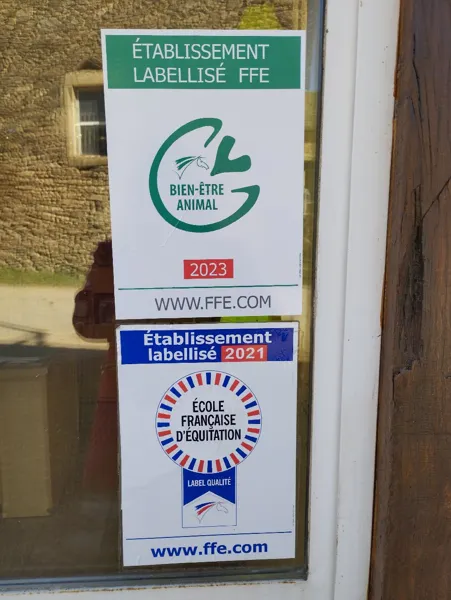 ÉTABLISSEMENT
LABELLISÉ FFE
BIEN-ÊTRE
ANIMAL
2023
WWW.FFE.COM
Établissement
labellisé 2021
ÉCOLE
FRANÇAISE
D'ÉQUITATION
LABEL QUALITÉ
www.ffe.com